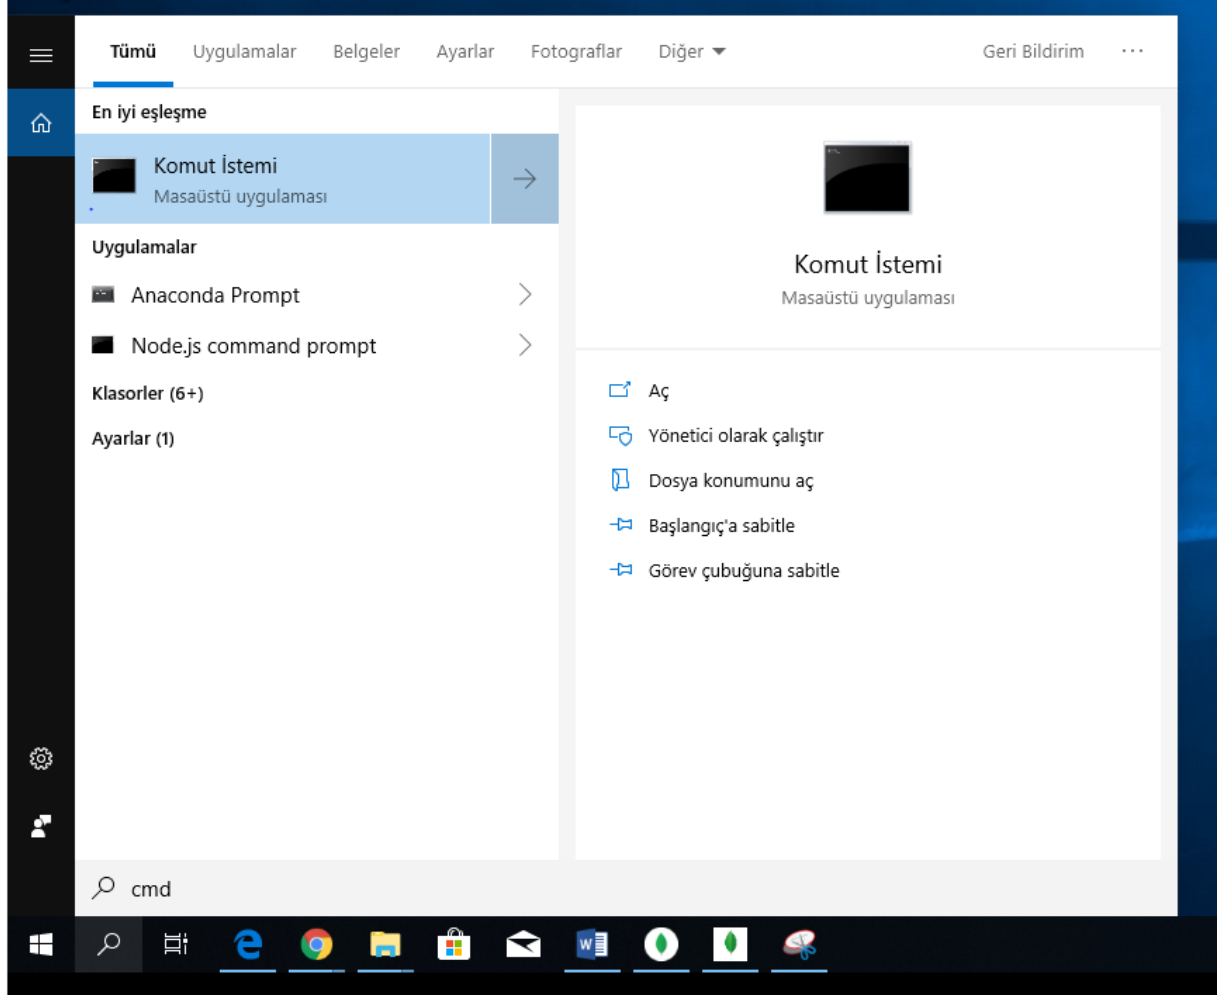 Tümü Uygulamalar Belgeler Ayarlar Fotograflar Diğer Geri Bildirim ...
En iyi eşleşme
Komut İstemi
Masaüstü uygulaması
Uygulamalar
Anaconda Prompt
Node.js command prompt
Klasorler (6+)
Ayarlar (1)
Komut İstemi
Masaüstü uygulaması
Aç
Yönetici olarak çalıştır
Dosya konumunu aç
Başlangıç'a sabitle
Görev çubuğuna sabitle
cmd